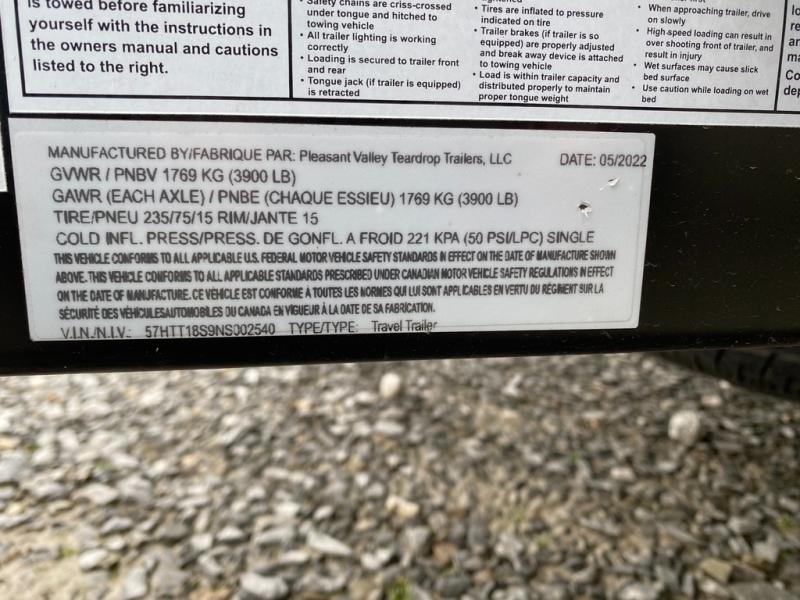 is towed before familiarizing
yourself with the instructions in
the owners manual and cautions
listed to the right.
Safety chains are criss-crossed
under tongue and hitched to
towing vehicle
• All trailer lighting is working
correctly
• Loading is secured to trailer front
and rear
• Tongue jack (if trailer is equipped)
is retracted
tightened
• Tires are inflated to pressure
indicated on tire
• Trailer brakes (if trailer is so
equipped) are properly adjusted
and break away device is attached
to towing vehicle
• Load is within trailer capacity and
distributed properly to maintain
proper tongue weight
• When approaching trailer, drive
on slowly
• High-speed loading can result in
over shooting front of trailer, and
result in injury
• Wet surfaces may cause slick
bed surface
• Use caution while loading on wet
bed
MANUFACTURED BY/FABRIQUE PAR: Pleasant Valley Teardrop Trailers, LLC DATE: 05/2022
GVWR / PNBV 1769 KG (3900 LB)
GAWR (EACH AXLE) / PNBE (CHAQUE ESSIEU) 1769 KG (3900 LB)
TIRE/PNEU 235/75/15 RIM/JANTE 15
COLD INFL. PRESS/PRESS. DE GONFL. A FROID 221 KPA (50 PSI/LPC) SINGLE
THIS VEHICLE CONFORMS TO ALL APPLICABLE U.S. FEDERAL MOTOR VEHICLE SAFETY STANDARDS IN EFFECT ON THE DATE OF MANUFACTURE SHOWN
ABOVE. THIS VEHICLE CONFORMS TO ALL APPLICABLE STANDARDS PRESCRIBED UNDER CANADIAN MOTOR VEHICLE SAFETY REGULATIONS IN EFFECT
ON THE DATE OF MANUFACTURE. CE VÉHICLE EST CONFORME À TOUTES LES NORMES QUI LUI SONT APPLICABLES EN VERTU DU RÉGIMENT SUR LA
SÉCURITÉ DES VÉHICULESAUTOMOBILES DU CANADA EN VIGUEUR À LA DATE DE SA FABRICATION.
V.I.N./N.I.V.: 57HTT18S9NS002540 TYPE/TYPE: Travel Trailer